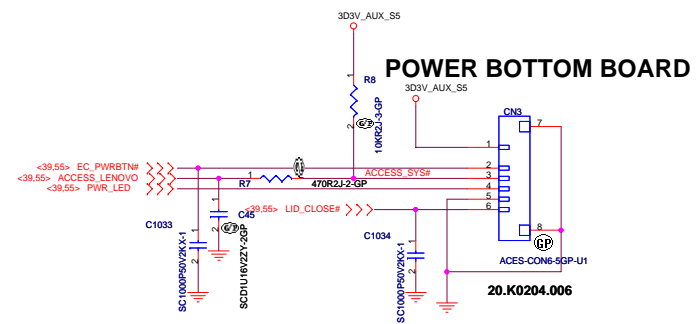 3D3V_AUX_S5
POWER BOTTOM BOARD
R8
1
2
10KR2J-3-GP
3D3V_AUX_S5
CN3
7
1
2
3
4
5
6
8
<39,55> EC_PWRBTN#
<39,55> ACCESS_LENOVO
<39,55> PWR_LED
1
R7
2
470R2J-2-GP
ACCESS_SYS#
<39,55> LID_CLOSE#
C1033
1
2
SC1000P50V2KX-1
C45
1
2
SCD1U16V2ZY-2GP
C1034
1
2
SC1000P50V2KX-1
GP
ACES-CON6-5GP-U1
20.K0204.006